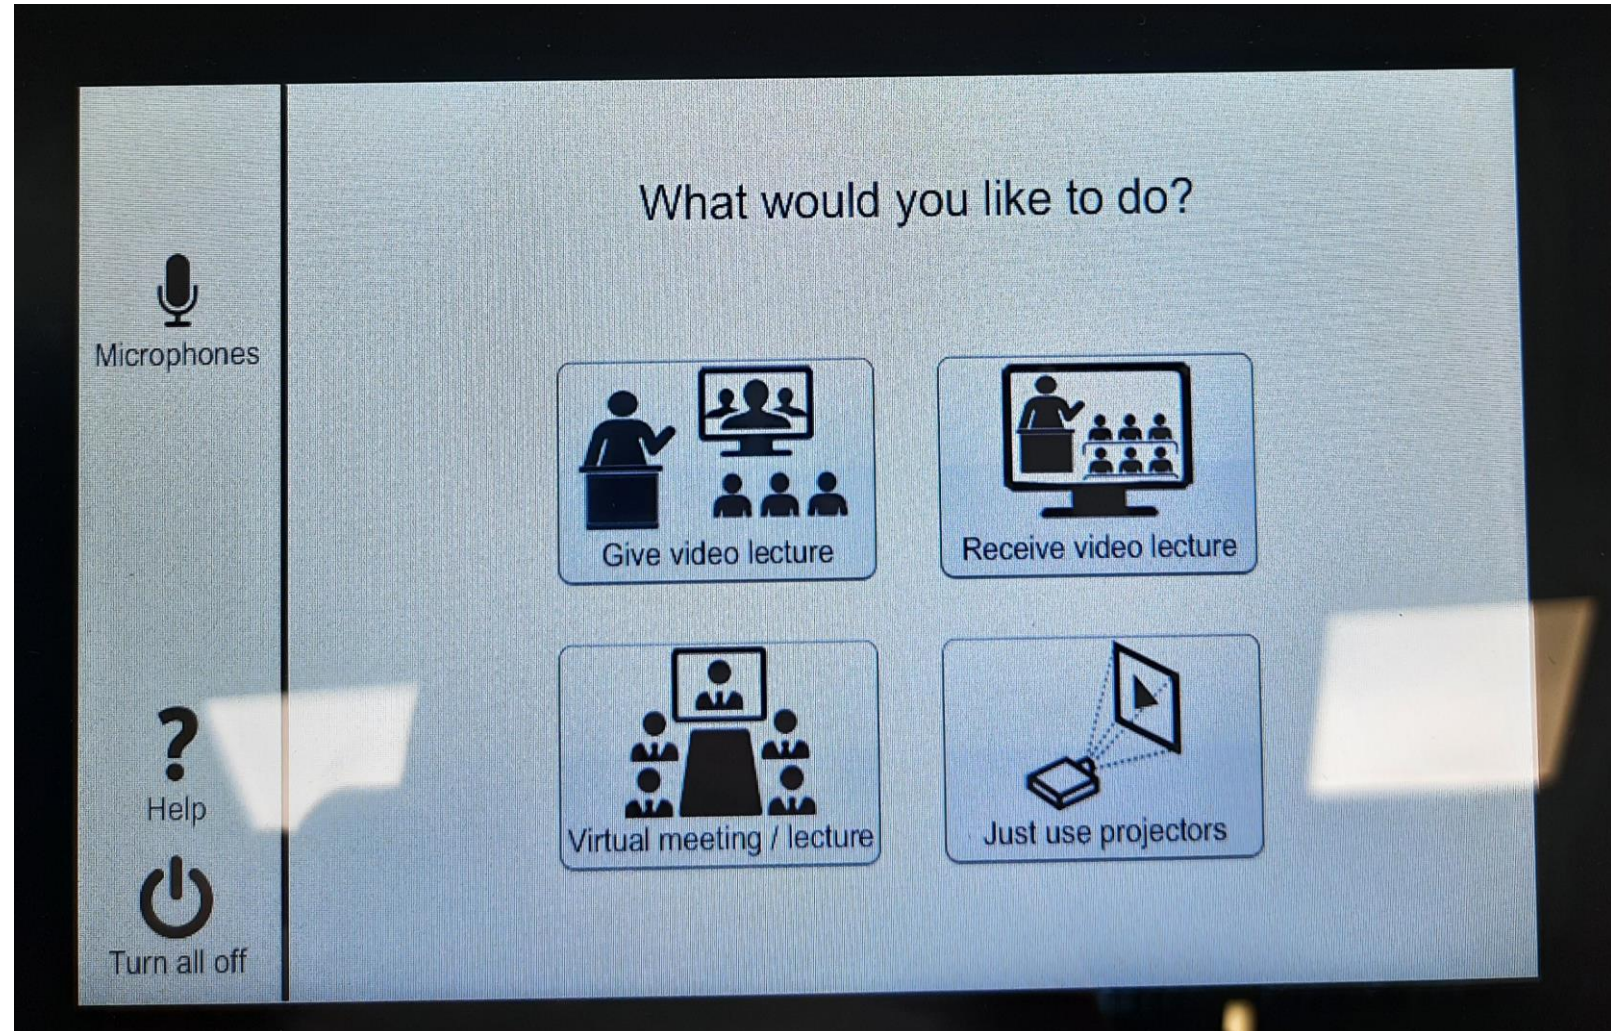 What would you like to do?
Microphones
Give video lecture
Receive video lecture
Virtual meeting / lecture
Just use projectors
Help
Turn all off